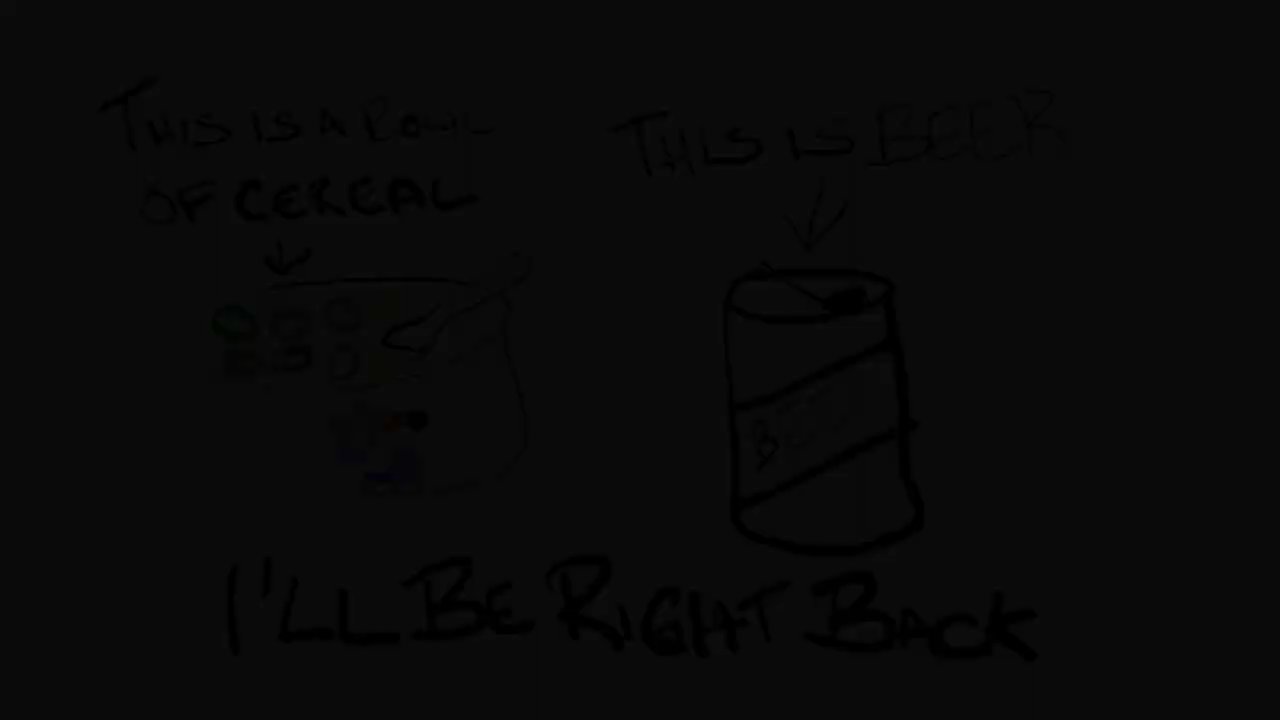 THIS IS A BOWL
OF CEREAL
THIS IS BEER
I'LL BE RIGHT BACK